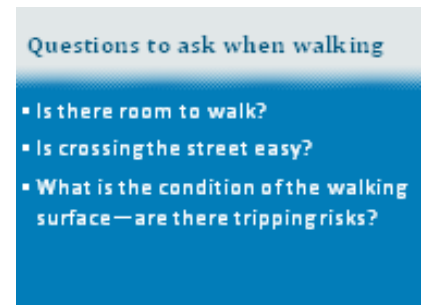 Questions to ask when walking
▪ Is there room to walk?
▪ Is crossing the street easy?
▪ What is the condition of the walking
surface—are there tripping risks?